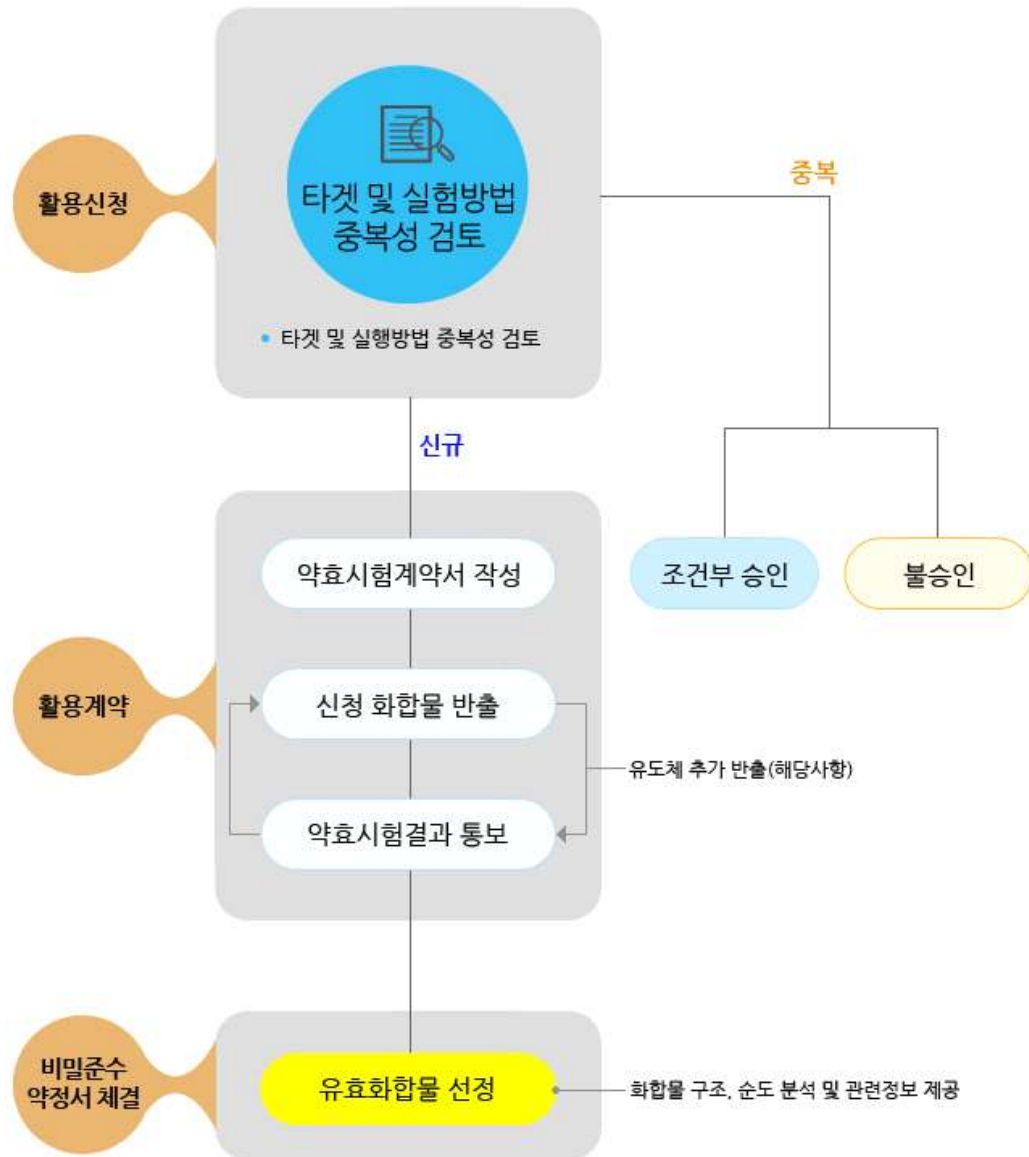 활용신청
타겟 및 실험방법
중복성 검토
• 타겟 및 실행방법 중복성 검토
중복
신규
조건부 승인
불승인
활용계약
약효시험계약서 작성
신청 화합물 반출
유도체 추가 반출(해당사항)
약효시험결과 통보
비밀준수
약정서 체결
유효화합물 선정
화합물 구조, 순도 분석 및 관련정보 제공